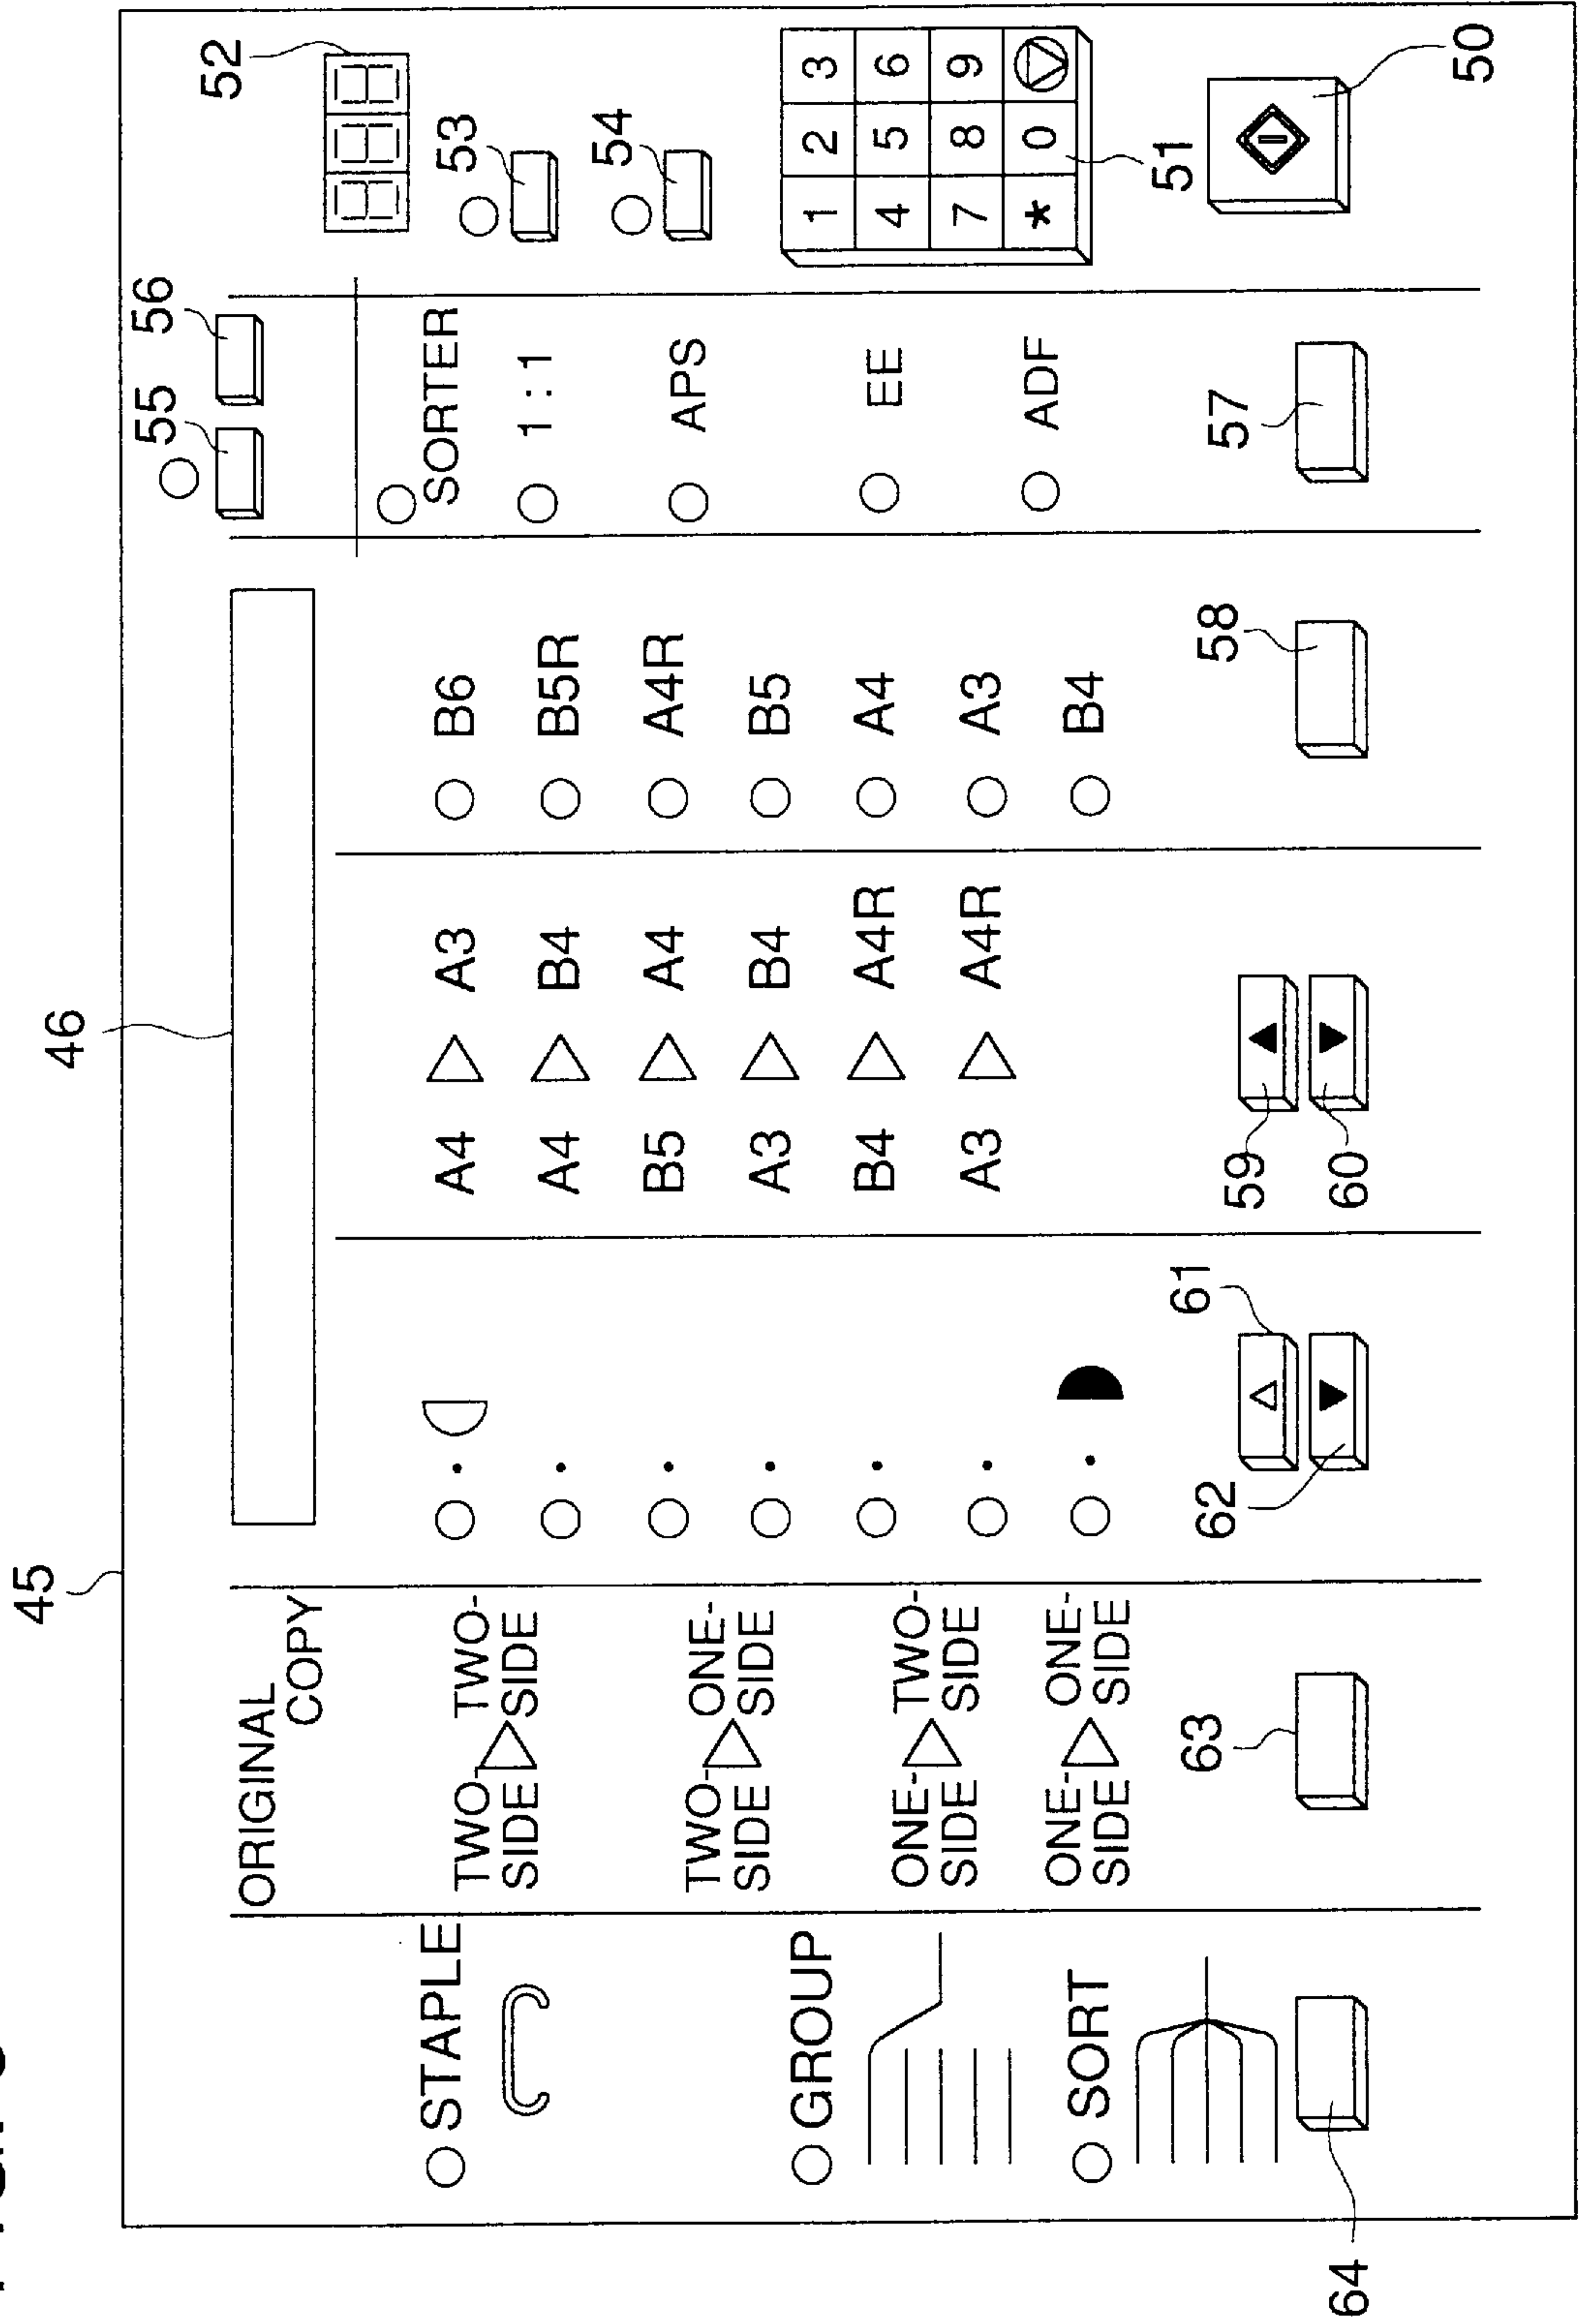 45
46
ORIGINAL
COPY
STAPLE
GROUP
SORT
64
TWO-SIDE ▷ TWO-SIDE
TWO-SIDE ▷ ONE-SIDE
ONE-SIDE ▷ TWO-SIDE
ONE-SIDE ▷ ONE-SIDE
63
61
62
A4 ▷ A3
A4 ▷ B4
B5 ▷ A4
A3 ▷ B4
B4 ▷ A4R
A3 ▷ A4R
59
60
B6
B5R
A4R
B5
A4
A3
B4
58
55
56
SORTER
1 : 1
APS
EE
ADF
57
52
53
54
1 2 3
4 5 6
7 8 9
* 0
51
50